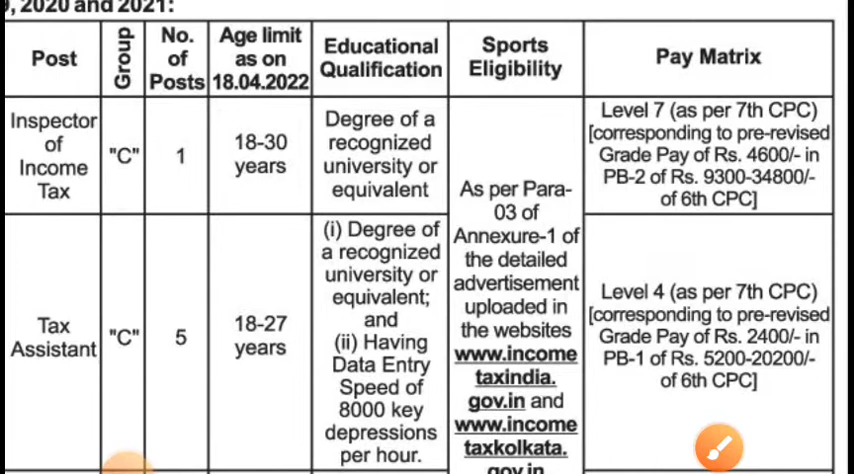 9, 2020 and 2021:
Post
Group
No.
of
Posts
Age limit
as on
18.04.2022
Educational
Qualification
Sports
Eligibility
Pay Matrix
Inspector
of
Income
Tax
"C"
1
18-30
years
Degree of a
recognized
university or
equivalent
As per Para-
03 of
Annexure-1 of
the detailed
advertisement
uploaded in
the websites
www.income
taxindia.
gov.in and
www.income
taxkolkata.
gov.in
Level 7 (as per 7th CPC)
[corresponding to pre-revised
Grade Pay of Rs. 4600/- in
PB-2 of Rs. 9300-34800/-
of 6th CPC]
Tax
Assistant
"C"
5
18-27
years
(i) Degree of
a recognized
university or
equivalent;
and
(ii) Having
Data Entry
Speed of
8000 key
depressions
per hour.
Level 4 (as per 7th CPC)
[corresponding to pre-revised
Grade Pay of Rs. 2400/- in
PB-1 of Rs. 5200-20200/-
of 6th CPC]